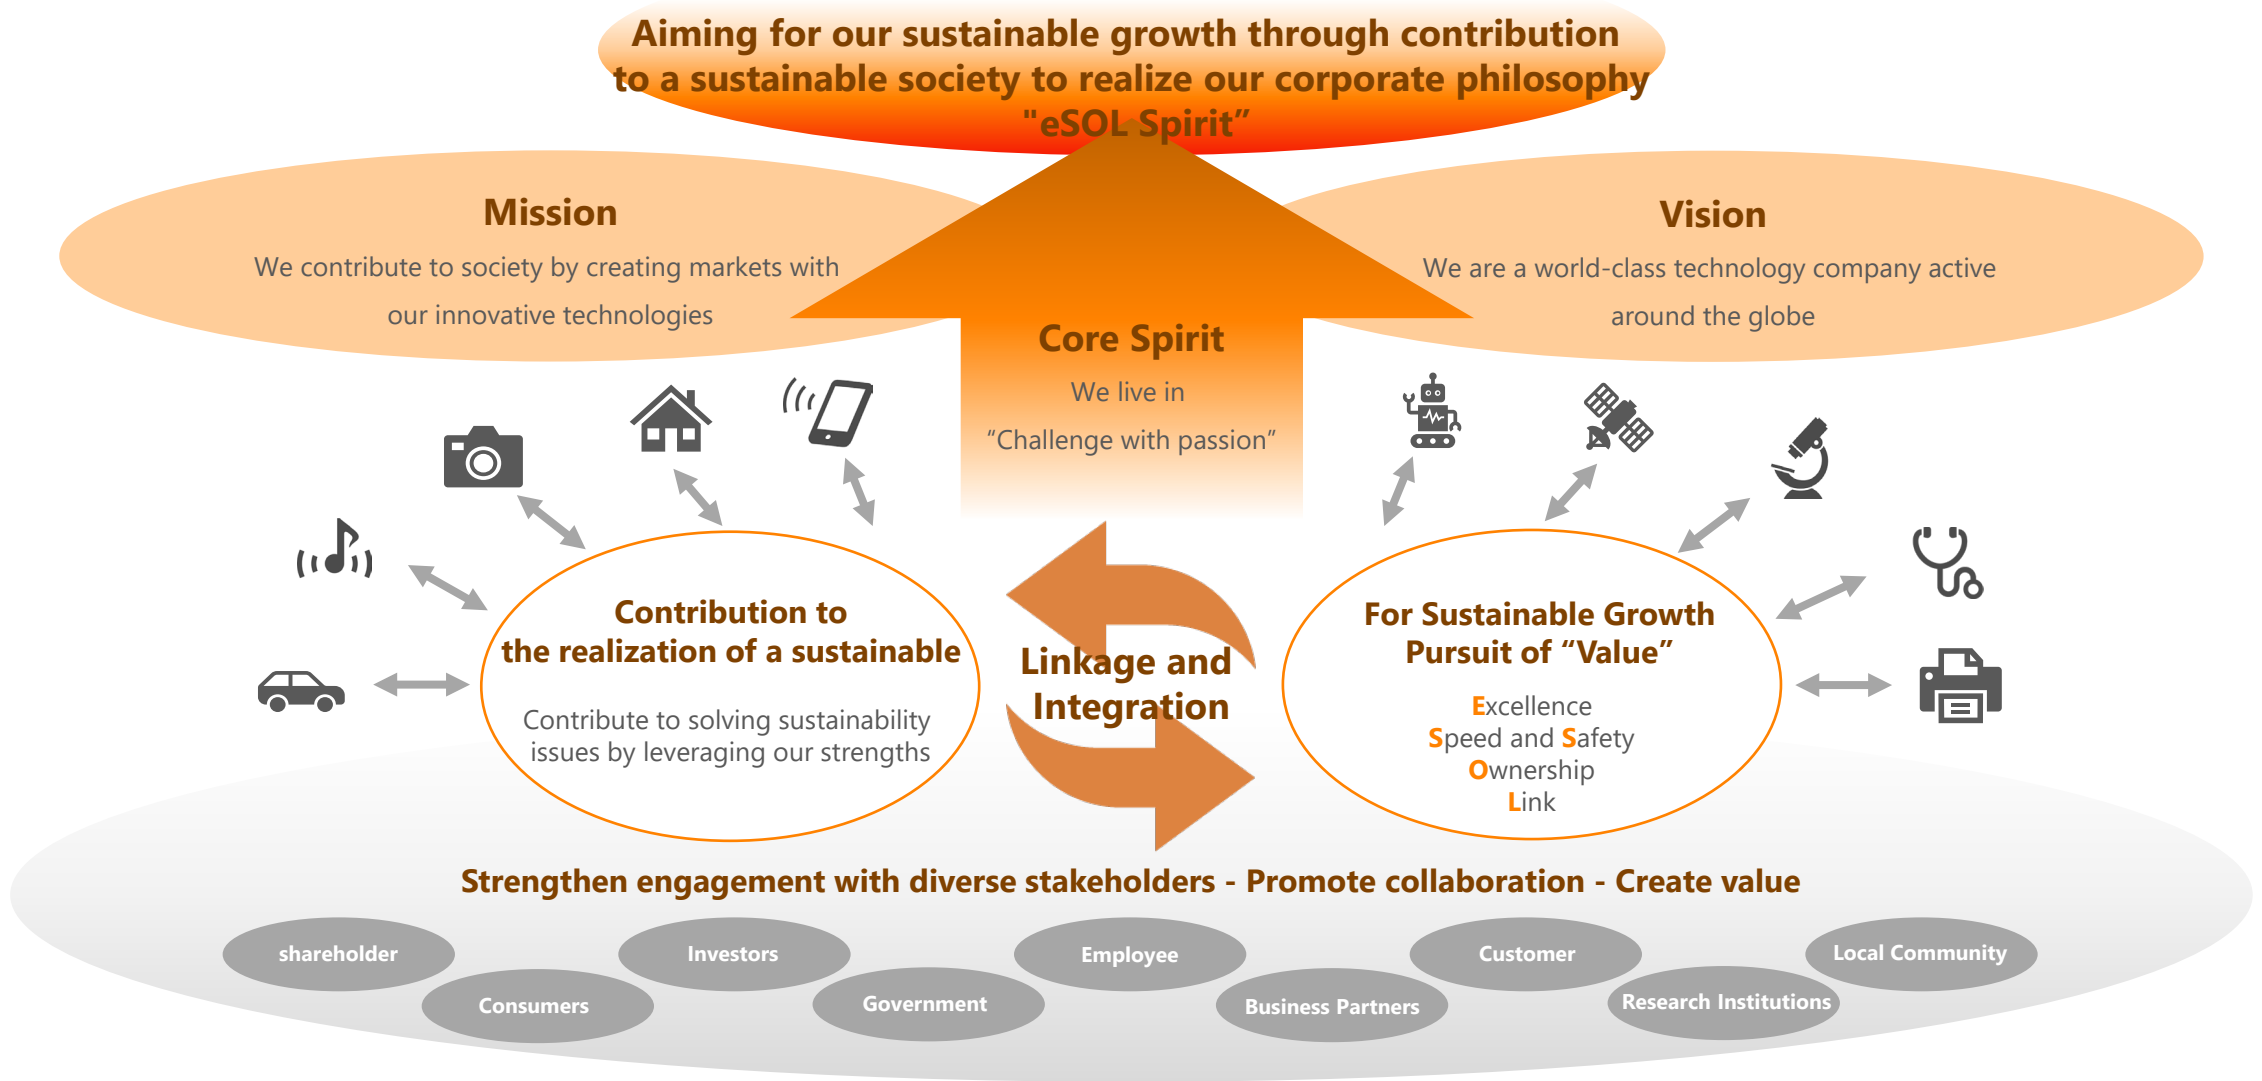 Aiming for our sustainable growth through contribution
to a sustainable society to realize our corporate philosophy
"eSOL Spirit”
Mission
We contribute to society by creating markets with
our innovative technologies
Vision
We are a world-class technology company active
around the globe
Core Spirit
We live in
“Challenge with passion”
Contribution to
the realization of a sustainable
Contribute to solving sustainability
issues by leveraging our strengths
Linkage and
Integration
For Sustainable Growth
Pursuit of “Value”
Excellence
Speed and Safety
Ownership
Link
Strengthen engagement with diverse stakeholders - Promote collaboration - Create value
shareholder
Investors
Employee
Customer
Local Community
Consumers
Government
Business Partners
Research Institutions